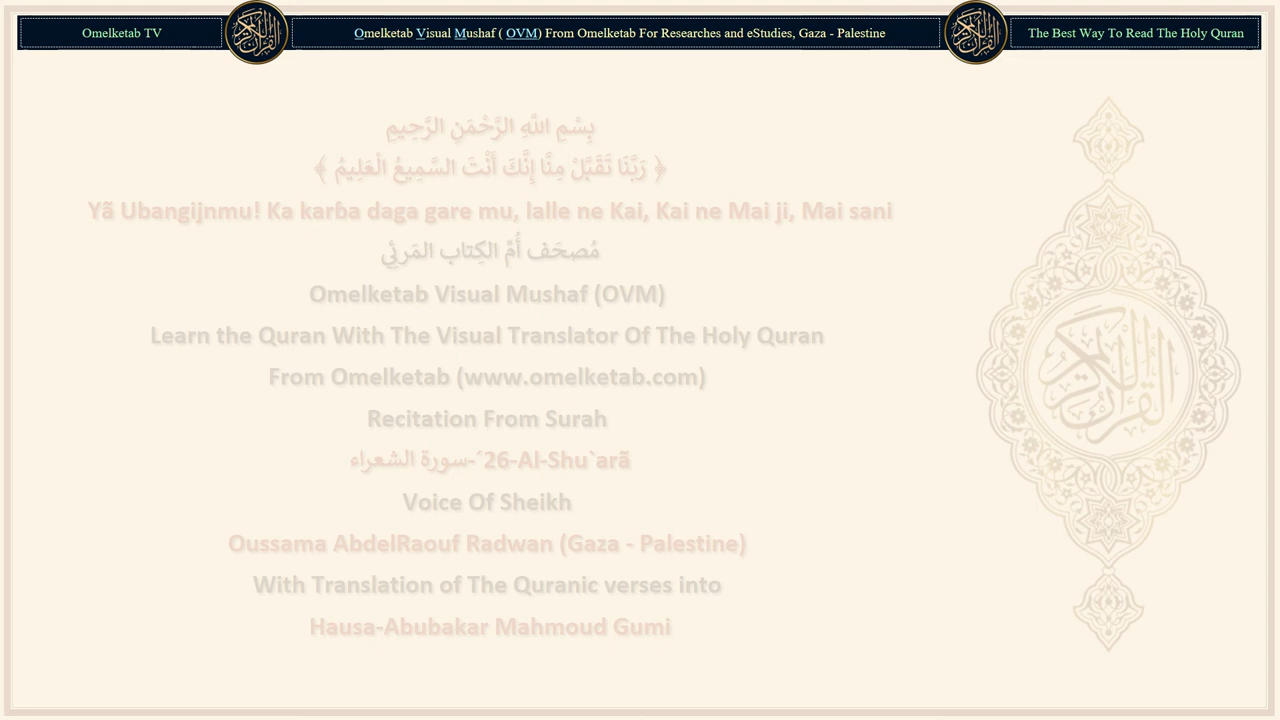 Omelketab TV
Omelketab Visual Mushaf ( OVM) From Omelketab For Researches and eStudies, Gaza - Palestine
The Best Way To Read The Holy Quran
بِسْمِ اللَّهِ الرَّحْمَنِ الرَّحِيمِ
﴿ رَبَّنَا تَقَبَّلْ مِنَّا إِنَّكَ أَنْتَ السَّمِيعُ الْعَلِيمُ ﴾
Yã Ubangijnmu! Ka karɓa daga gare mu, lalle ne Kai, Kai ne Mai ji, Mai sani
مُصحَف أُمِّ الكِتاب المَرئِي
Omelketab Visual Mushaf (OVM)
Learn the Quran With The Visual Translator Of The Holy Quran
From Omelketab (www.omelketab.com)
Recitation From Surah
سورة الشعراء-´26-Al-Shu`arã
Voice Of Sheikh
Oussama AbdelRaouf Radwan (Gaza - Palestine)
With Translation of The Quranic verses into
Hausa-Abubakar Mahmoud Gumi
القرآن الكريم